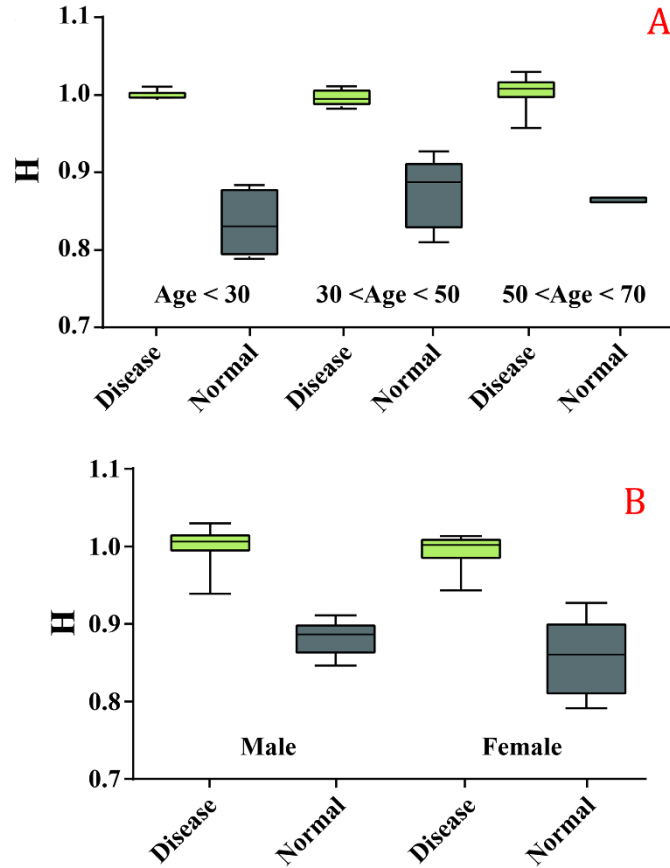 A
1.1
1.0
0.9
0.8
0.7
H
Age < 30 30 <Age < 50 50 <Age < 70
Disease Normal Disease Normal Disease Normal
B
1.1
1.0
0.9
0.8
0.7
H
Male Female
Disease Normal Disease Normal